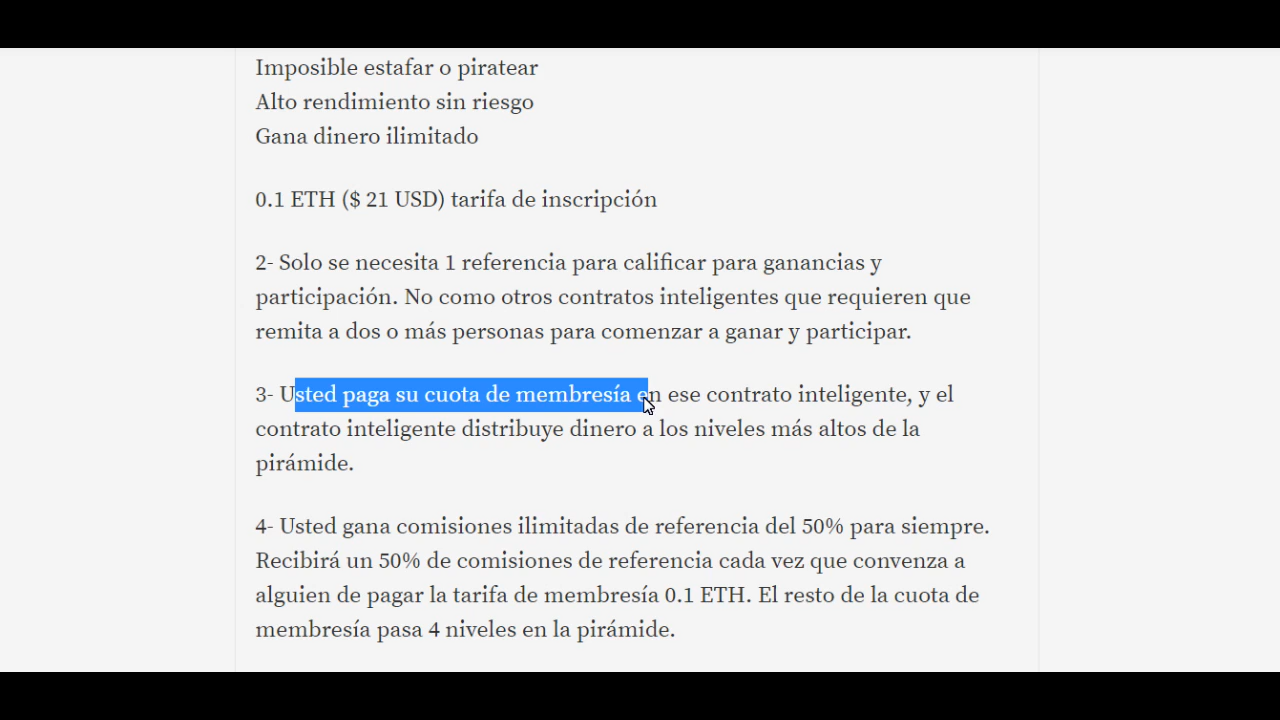 Imposible estafar o piratear
Alto rendimiento sin riesgo
Gana dinero ilimitado
0.1 ETH ($ 21 USD) tarifa de inscripción
2- Solo se necesita 1 referencia para calificar para ganancias y
participación. No como otros contratos inteligentes que requieren que
remita a dos o más personas para comenzar a ganar y participar.
3- Usted paga su cuota de membresía en ese contrato inteligente, y el
contrato inteligente distribuye dinero a los niveles más altos de la
pirámide.
4- Usted gana comisiones ilimitadas de referencia del 50% para siempre.
Recibirá un 50% de comisiones de referencia cada vez que convenza a
alguien de pagar la tarifa de membresía 0.1 ETH. El resto de la cuota de
membresía pasa 4 niveles en la pirámide.